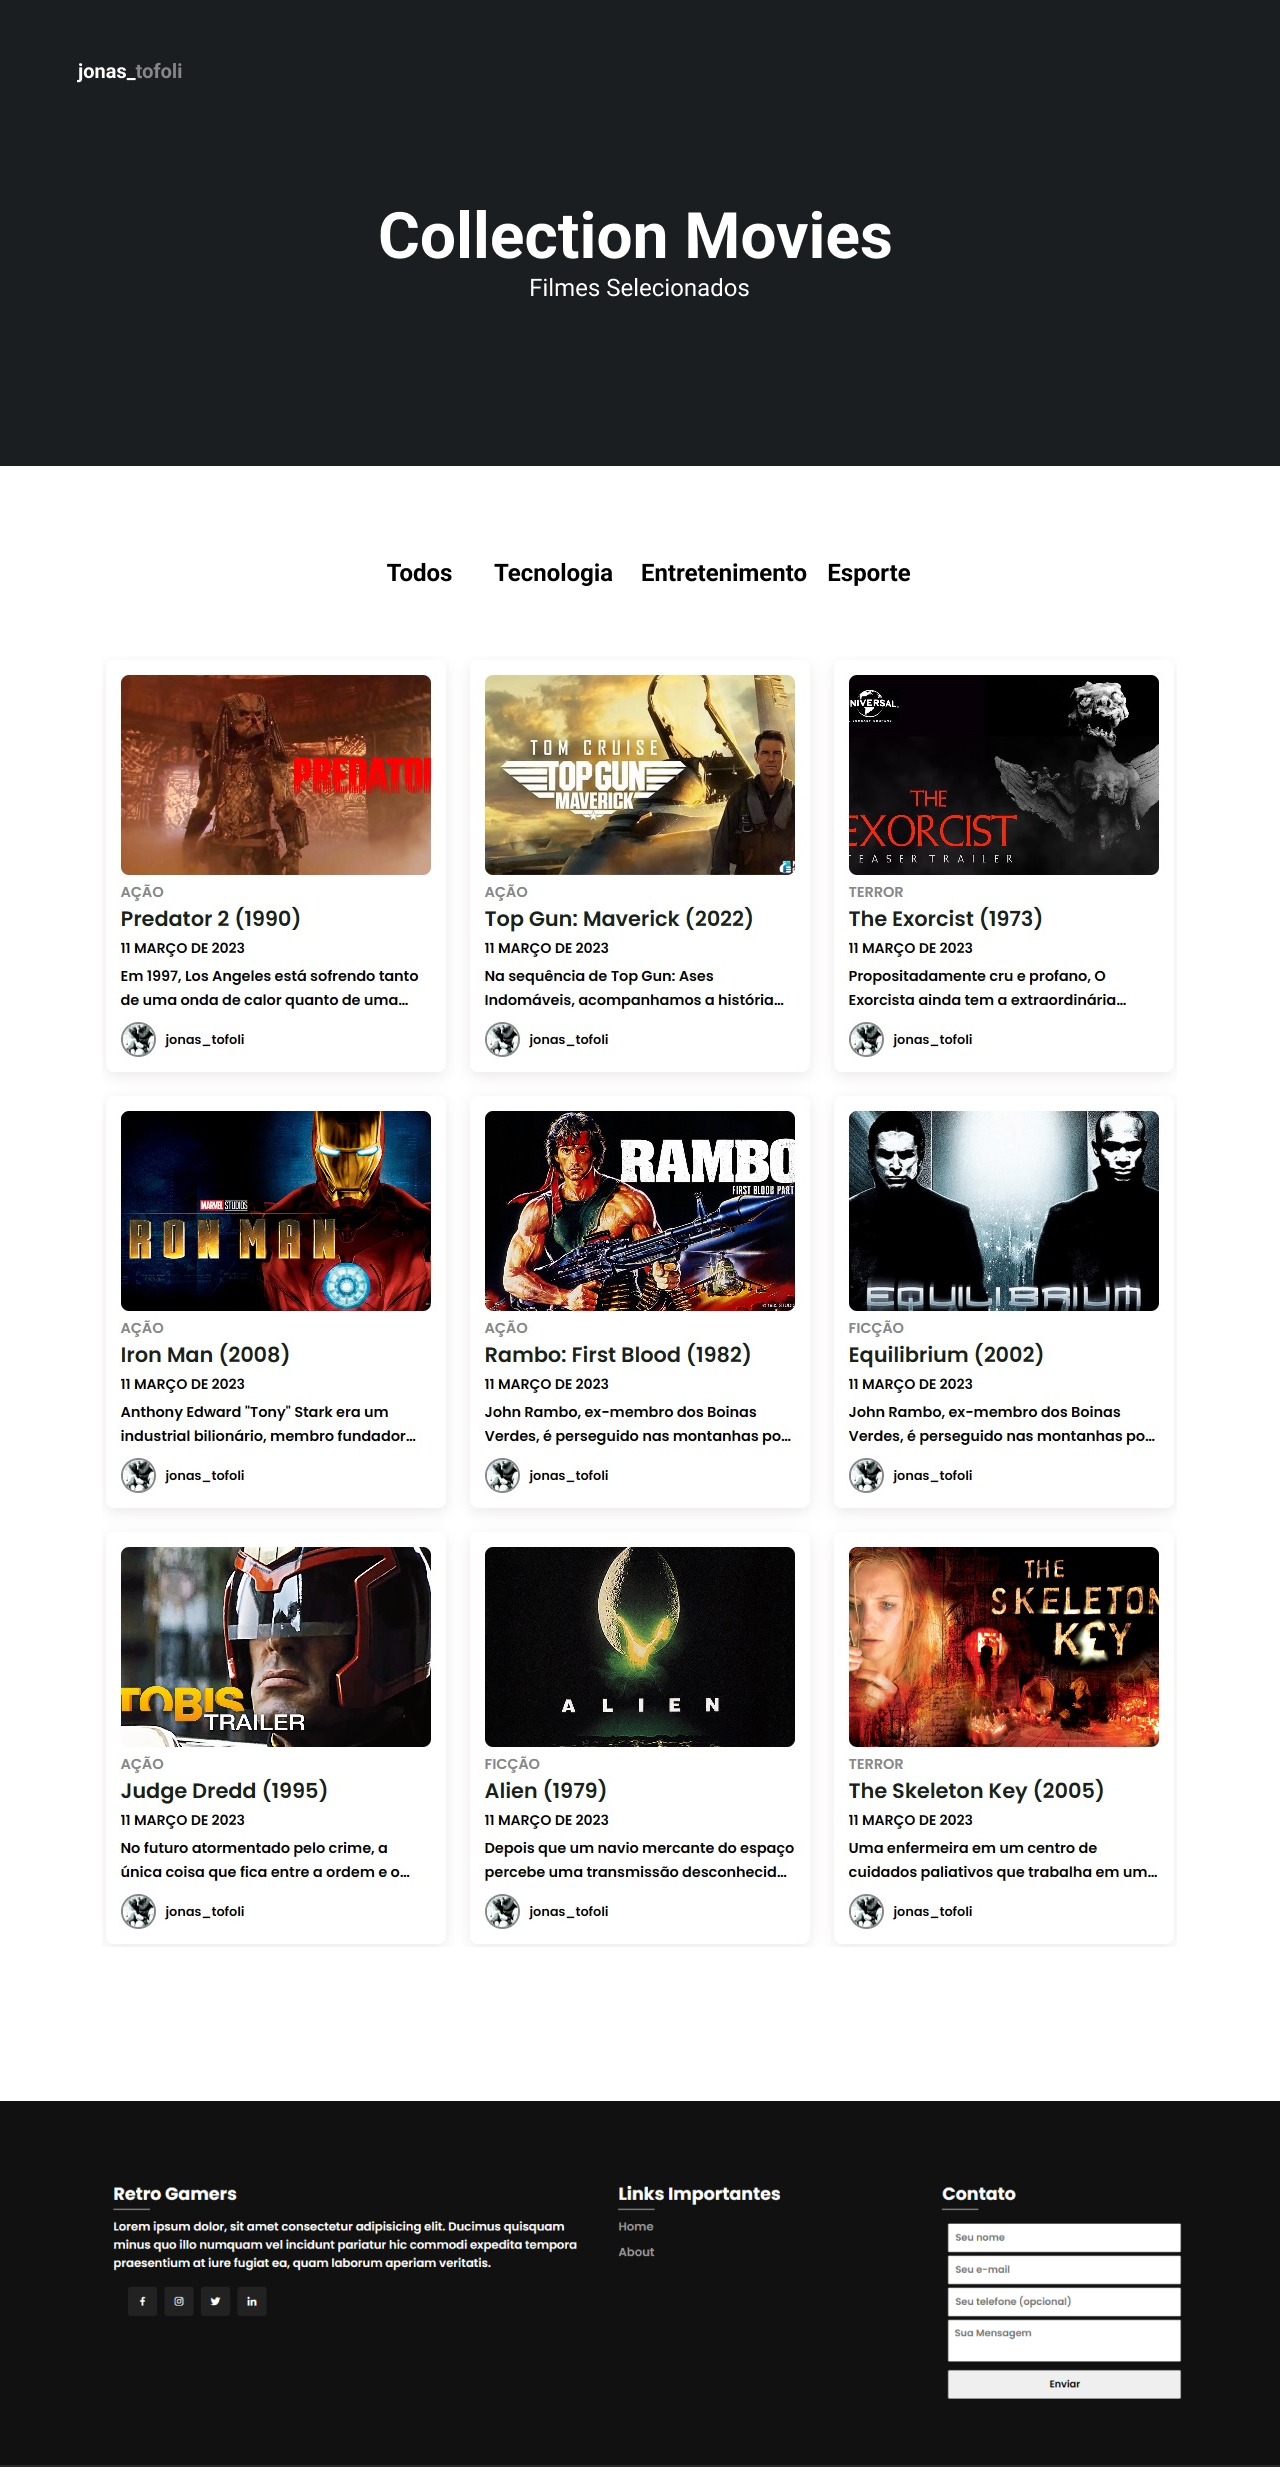 jonas_tofoli
Collection Movies
Filmes Selecionados
Todos Tecnologia Entretenimento Esporte
PREDATOR
AÇÃO
Predator 2 (1990)
11 MARÇO DE 2023
Em 1997, Los Angeles está sofrendo tanto
de uma onda de calor quanto de uma...
jonas_tofoli
TOM CRUISE
TOP GUN
MAVERICK
AÇÃO
Top Gun: Maverick (2022)
11 MARÇO DE 2023
Na sequência de Top Gun: Ases
Indomáveis, acompanhamos a história...
jonas_tofoli
NIVERSAL
THE
EXORCIST
TEASER TRAILER
TERROR
The Exorcist (1973)
11 MARÇO DE 2023
Propositadamente cru e profano, O
Exorcista ainda tem a extraordinária...
jonas_tofoli
MARVEL STUDIOS
IRON MAN
AÇÃO
Iron Man (2008)
11 MARÇO DE 2023
Anthony Edward "Tony" Stark era um
industrial bilionário, membro fundador...
jonas_tofoli
RAMBO
FIRST BLOOD PART
AÇÃO
Rambo: First Blood (1982)
11 MARÇO DE 2023
John Rambo, ex-membro dos Boinas
Verdes, é perseguido nas montanhas po...
jonas_tofoli
EQUILIBRIUM
FICÇÃO
Equilibrium (2002)
11 MARÇO DE 2023
John Rambo, ex-membro dos Boinas
Verdes, é perseguido nas montanhas po...
jonas_tofoli
TOBIS
TRAILER
AÇÃO
Judge Dredd (1995)
11 MARÇO DE 2023
No futuro atormentado pelo crime, a
única coisa que fica entre a ordem e o...
jonas_tofoli
ALIEN
FICÇÃO
Alien (1979)
11 MARÇO DE 2023
Depois que um navio mercante do espaço
percebe uma transmissão desconhecid...
jonas_tofoli
THE
SKELETON
KEY
TERROR
The Skeleton Key (2005)
11 MARÇO DE 2023
Uma enfermeira em um centro de
cuidados paliativos que trabalha em um...
jonas_tofoli
Retro Gamers
Lorem ipsum dolor, sit amet consectetur adipisicing elit. Ducimus quisquam
minus quo illo numquam vel incidunt pariatur hic commodi expedita tempora
praesentium at iure fugiat ea, quam laborum aperiam veritatis.
Links Importantes
Home
About
Contato
Seu nome
Seu e-mail
Seu telefone (opcional)
Sua Mensagem
Enviar